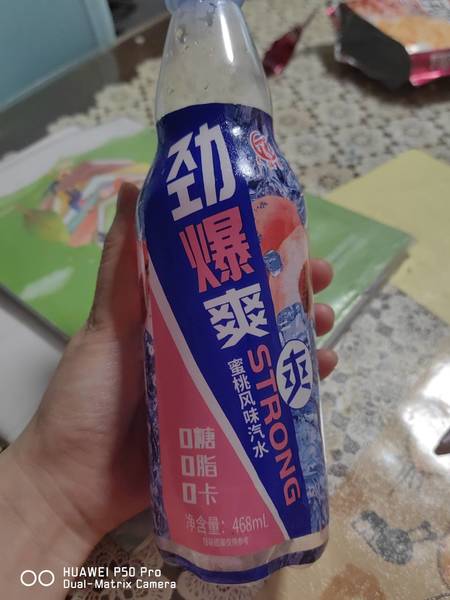 劲爆爽
STRONG
爽
蜜桃风味汽水
0糖
0脂
0卡
净含量：468mL
HUAWEI P50 Pro
Dual-Matrix Camera